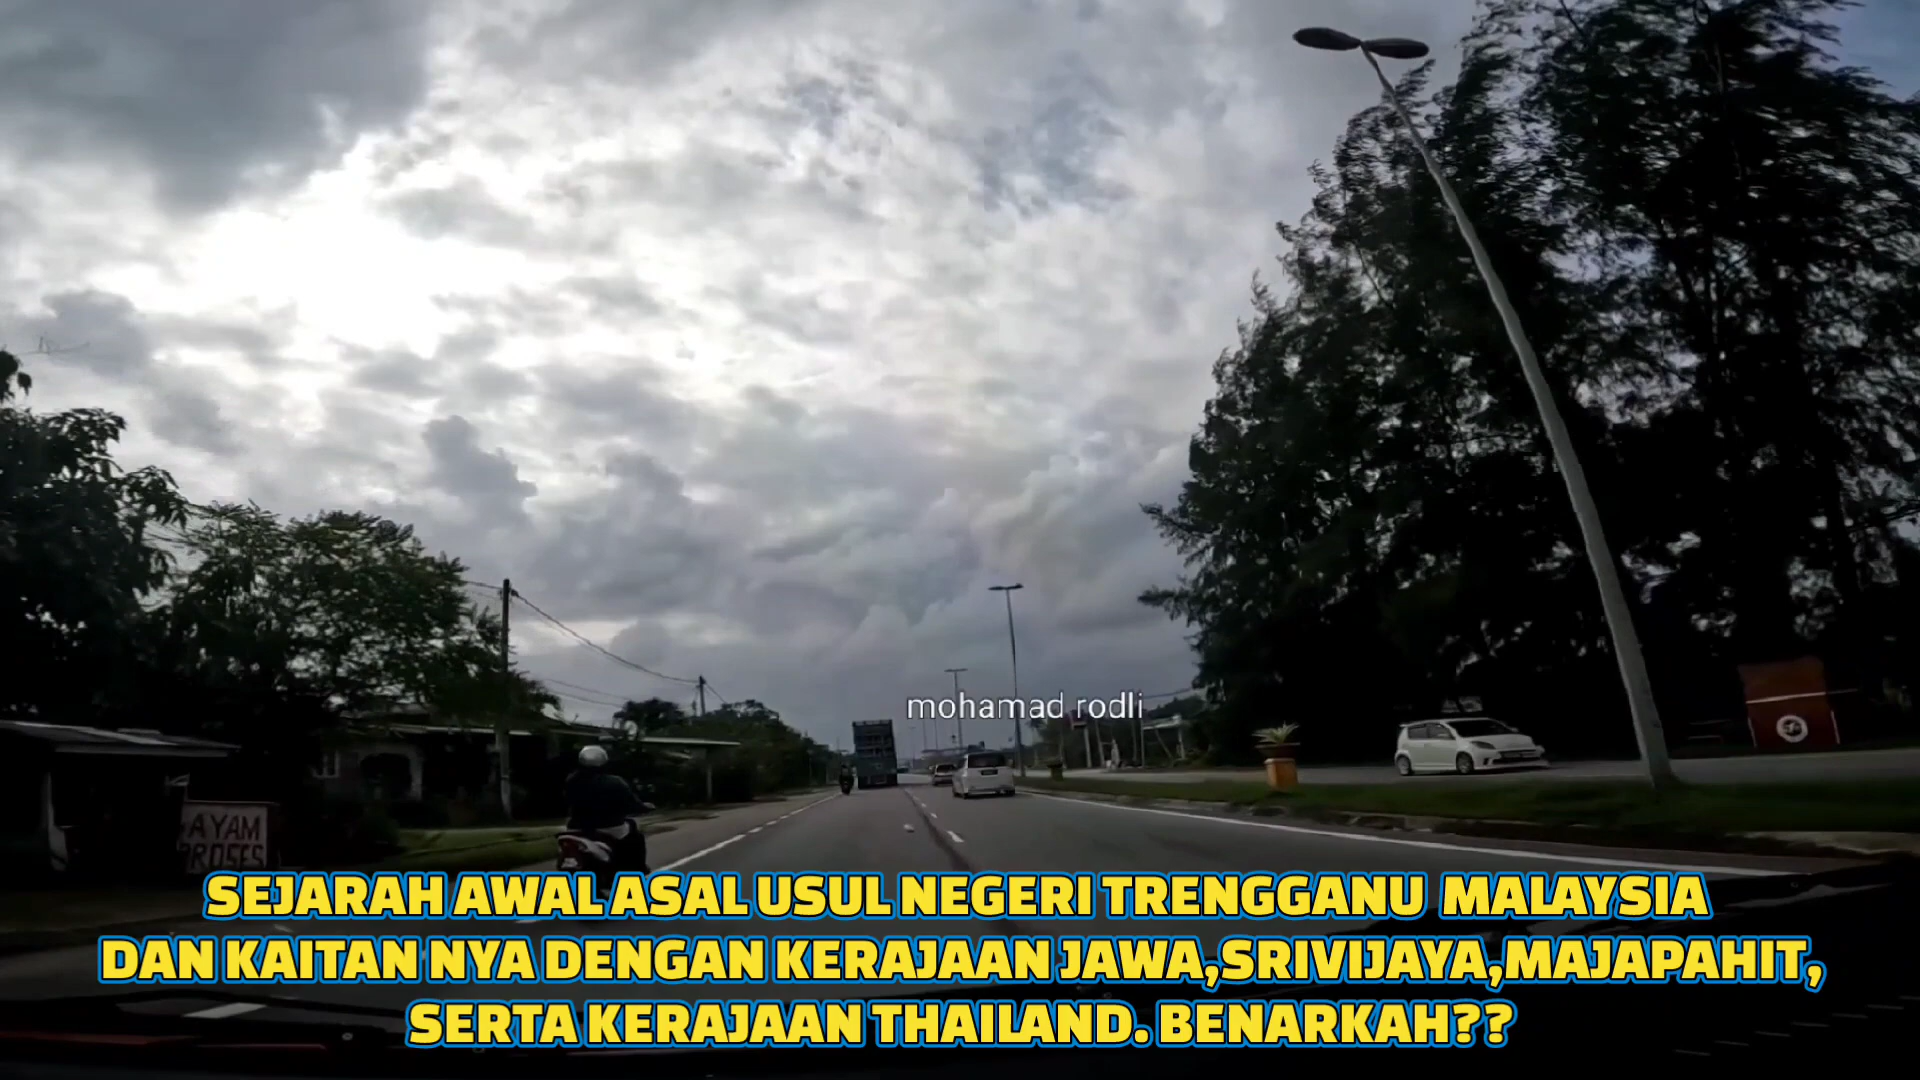 mohamad rodli
AYAM
PROSES
SEJARAH AWAL ASAL USUL NEGERI TRENGGANU MALAYSIA
DAN KAITAN NYA DENGAN KERAJAAN JAWA,SRIVIJAYA,MAJAPAHIT,
SERTA KERAJAAN THAILAND. BENARKAH??